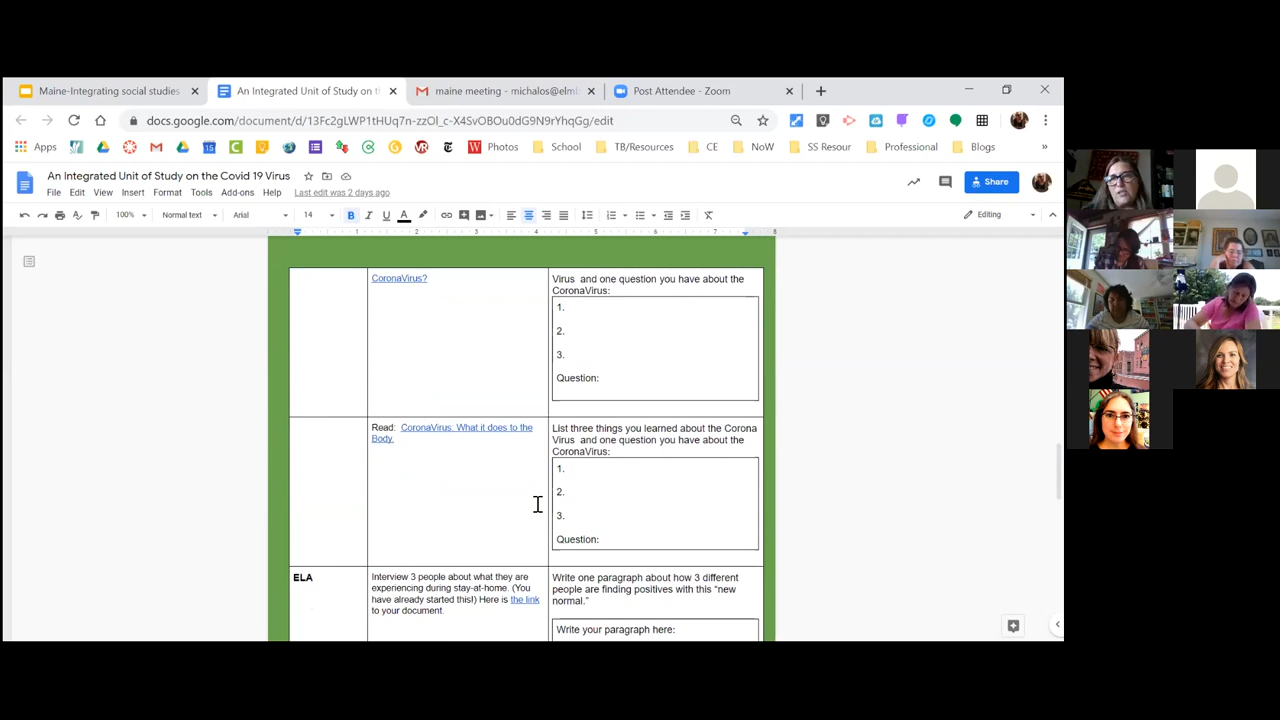 Maine-Integrating social studies
An Integrated Unit of Study on t
maine meeting - michalos@elm
Post Attendee - Zoom
docs.google.com/document/d/13Fc2gLWP1tHUq7n-zzOl_c-X4SvOBOu0dG9N9rYhqGg/edit
Apps
Photos
School
TB/Resources
CE
NoW
SS Resour
Professional
Blogs
An Integrated Unit of Study on the Covid 19 Virus
Share
File Edit View Insert Format Tools Add-ons Help Last edit was 2 days ago
100% Normal text Arial 14 B I U A Editing
1 2 3 4 5 6 7 8
CoronaVirus?
Virus and one question you have about the
CoronaVirus:
1.
2.
3.
Question:
Read: CoronaVirus: What it does to the
Body.
List three things you learned about the Corona
Virus and one question you have about the
CoronaVirus:
1.
2.
3.
Question:
ELA
Interview 3 people about what they are
experiencing during stay-at-home. (You
have already started this!) Here is the link
to your document.
Write one paragraph about how 3 different
people are finding positives with this “new
normal.”
Write your paragraph here: